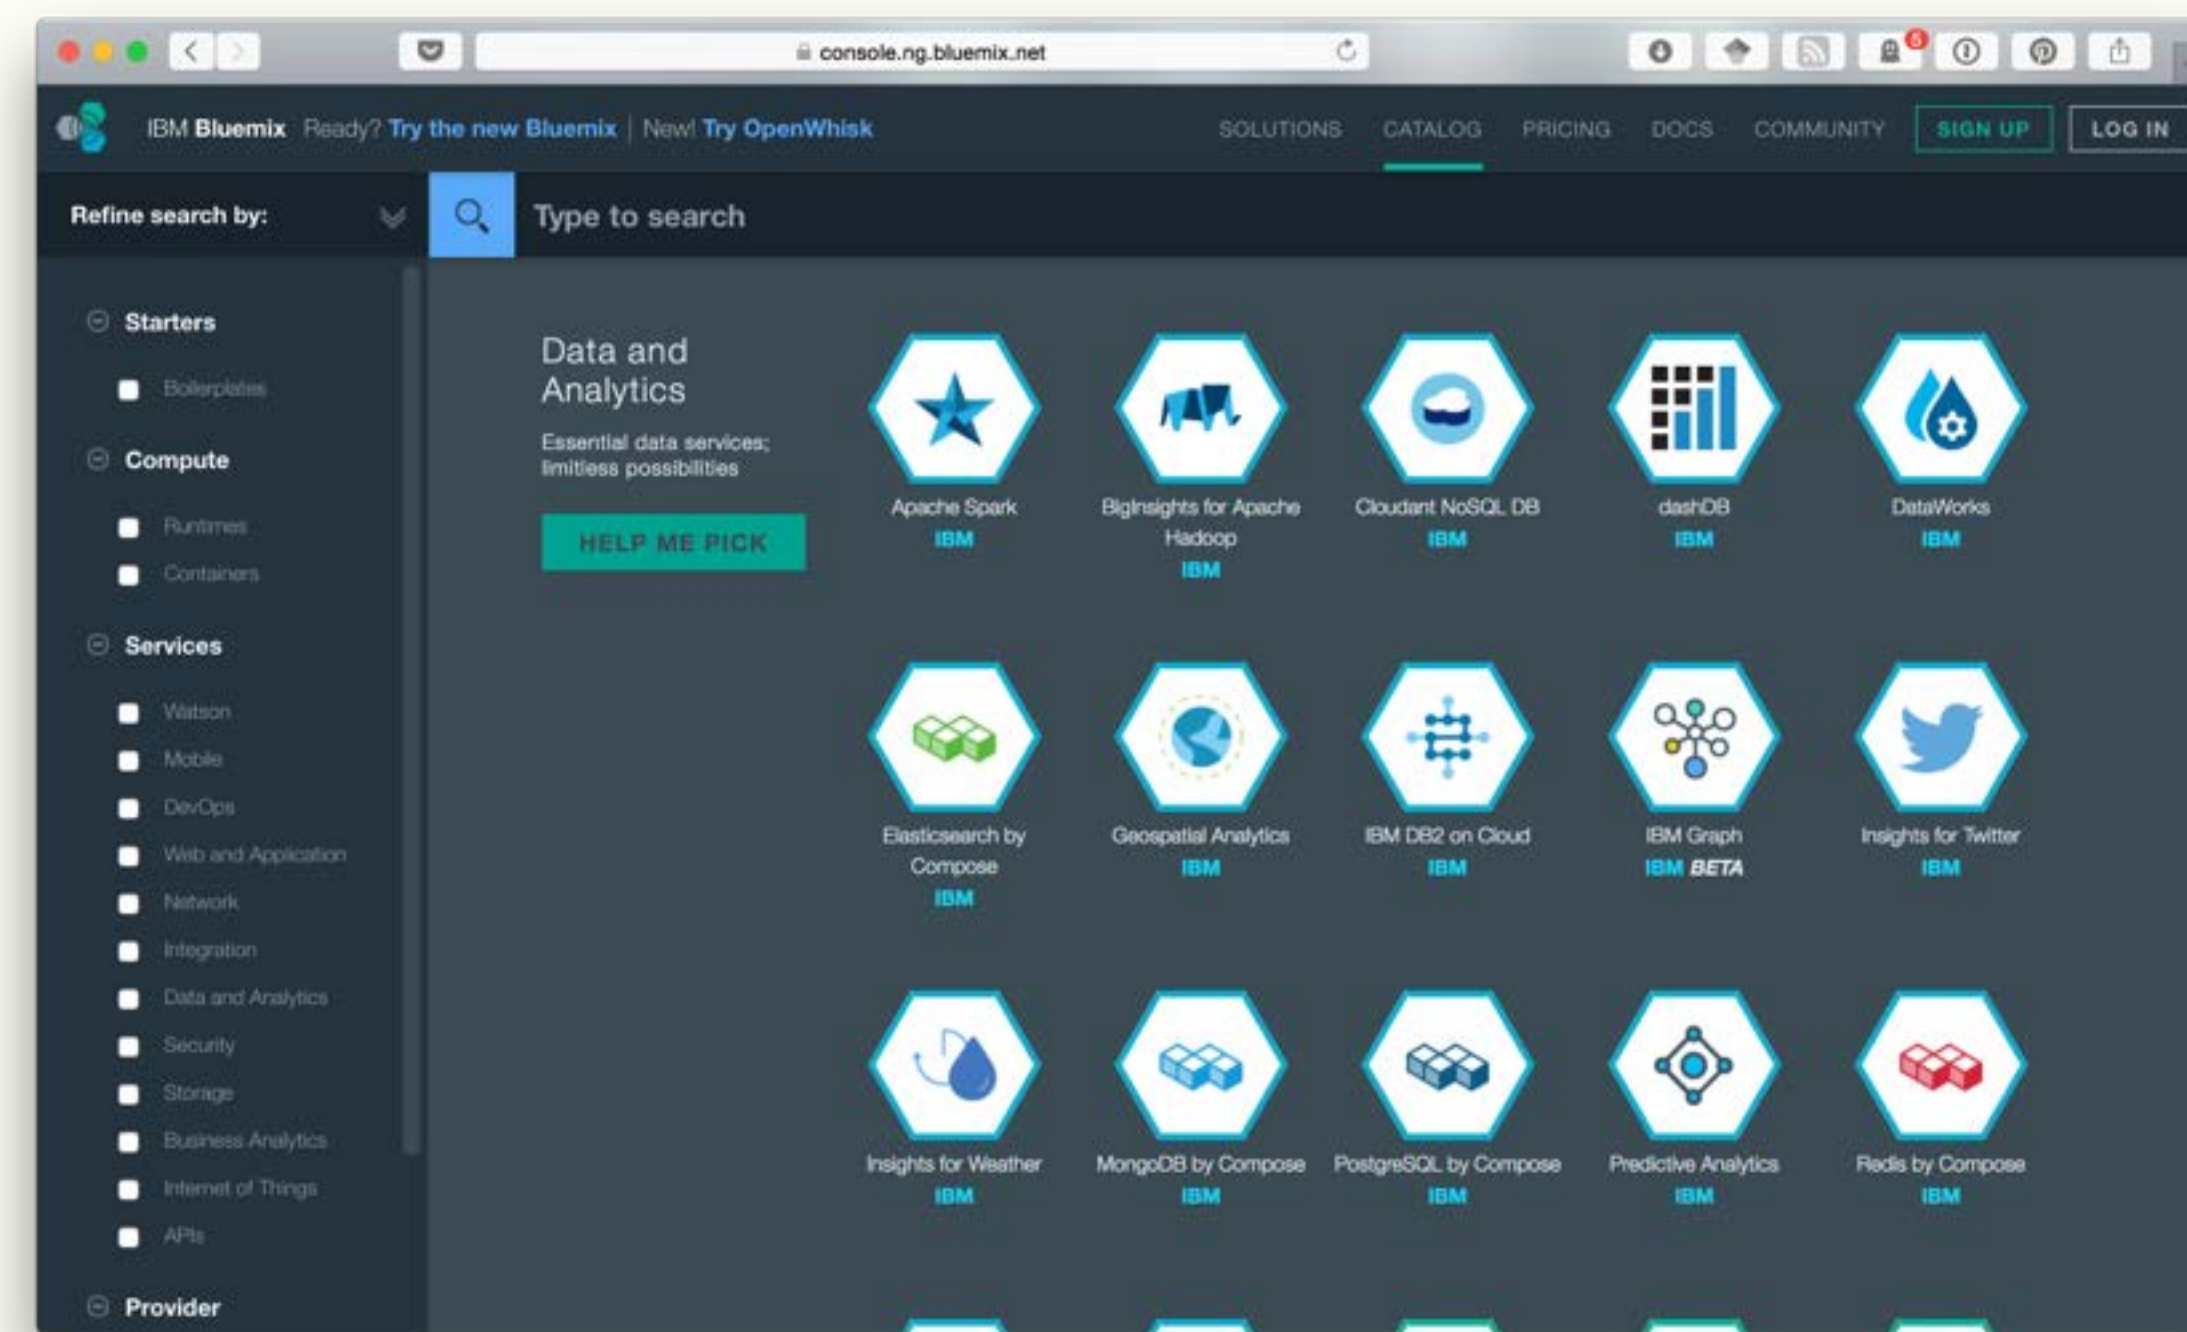 console.ng.bluemix.net
5
IBM Bluemix Ready? Try the new Bluemix | New! Try OpenWhisk
SOLUTIONS CATALOG PRICING DOCS COMMUNITY SIGN UP LOG IN
Refine search by:
Type to search
Starters
Boilerplates
Compute
Runtimes
Containers
Services
Watson
Mobile
DevOps
Web and Application
Network
Integration
Data and Analytics
Security
Storage
Business Analytics
Internet of Things
APIs
Provider
Data and
Analytics
Essential data services;
limitless possibilities
HELP ME PICK
Apache Spark
IBM
BigInsights for Apache
Hadoop
IBM
Cloudant NoSQL DB
IBM
dashDB
IBM
DataWorks
IBM
Elasticsearch by
Compose
IBM
Geospatial Analytics
IBM
IBM DB2 on Cloud
IBM
IBM Graph
IBM BETA
Insights for Twitter
IBM
Insights for Weather
IBM
MongoDB by Compose
IBM
PostgreSQL by Compose
IBM
Predictive Analytics
IBM
Redis by Compose
IBM